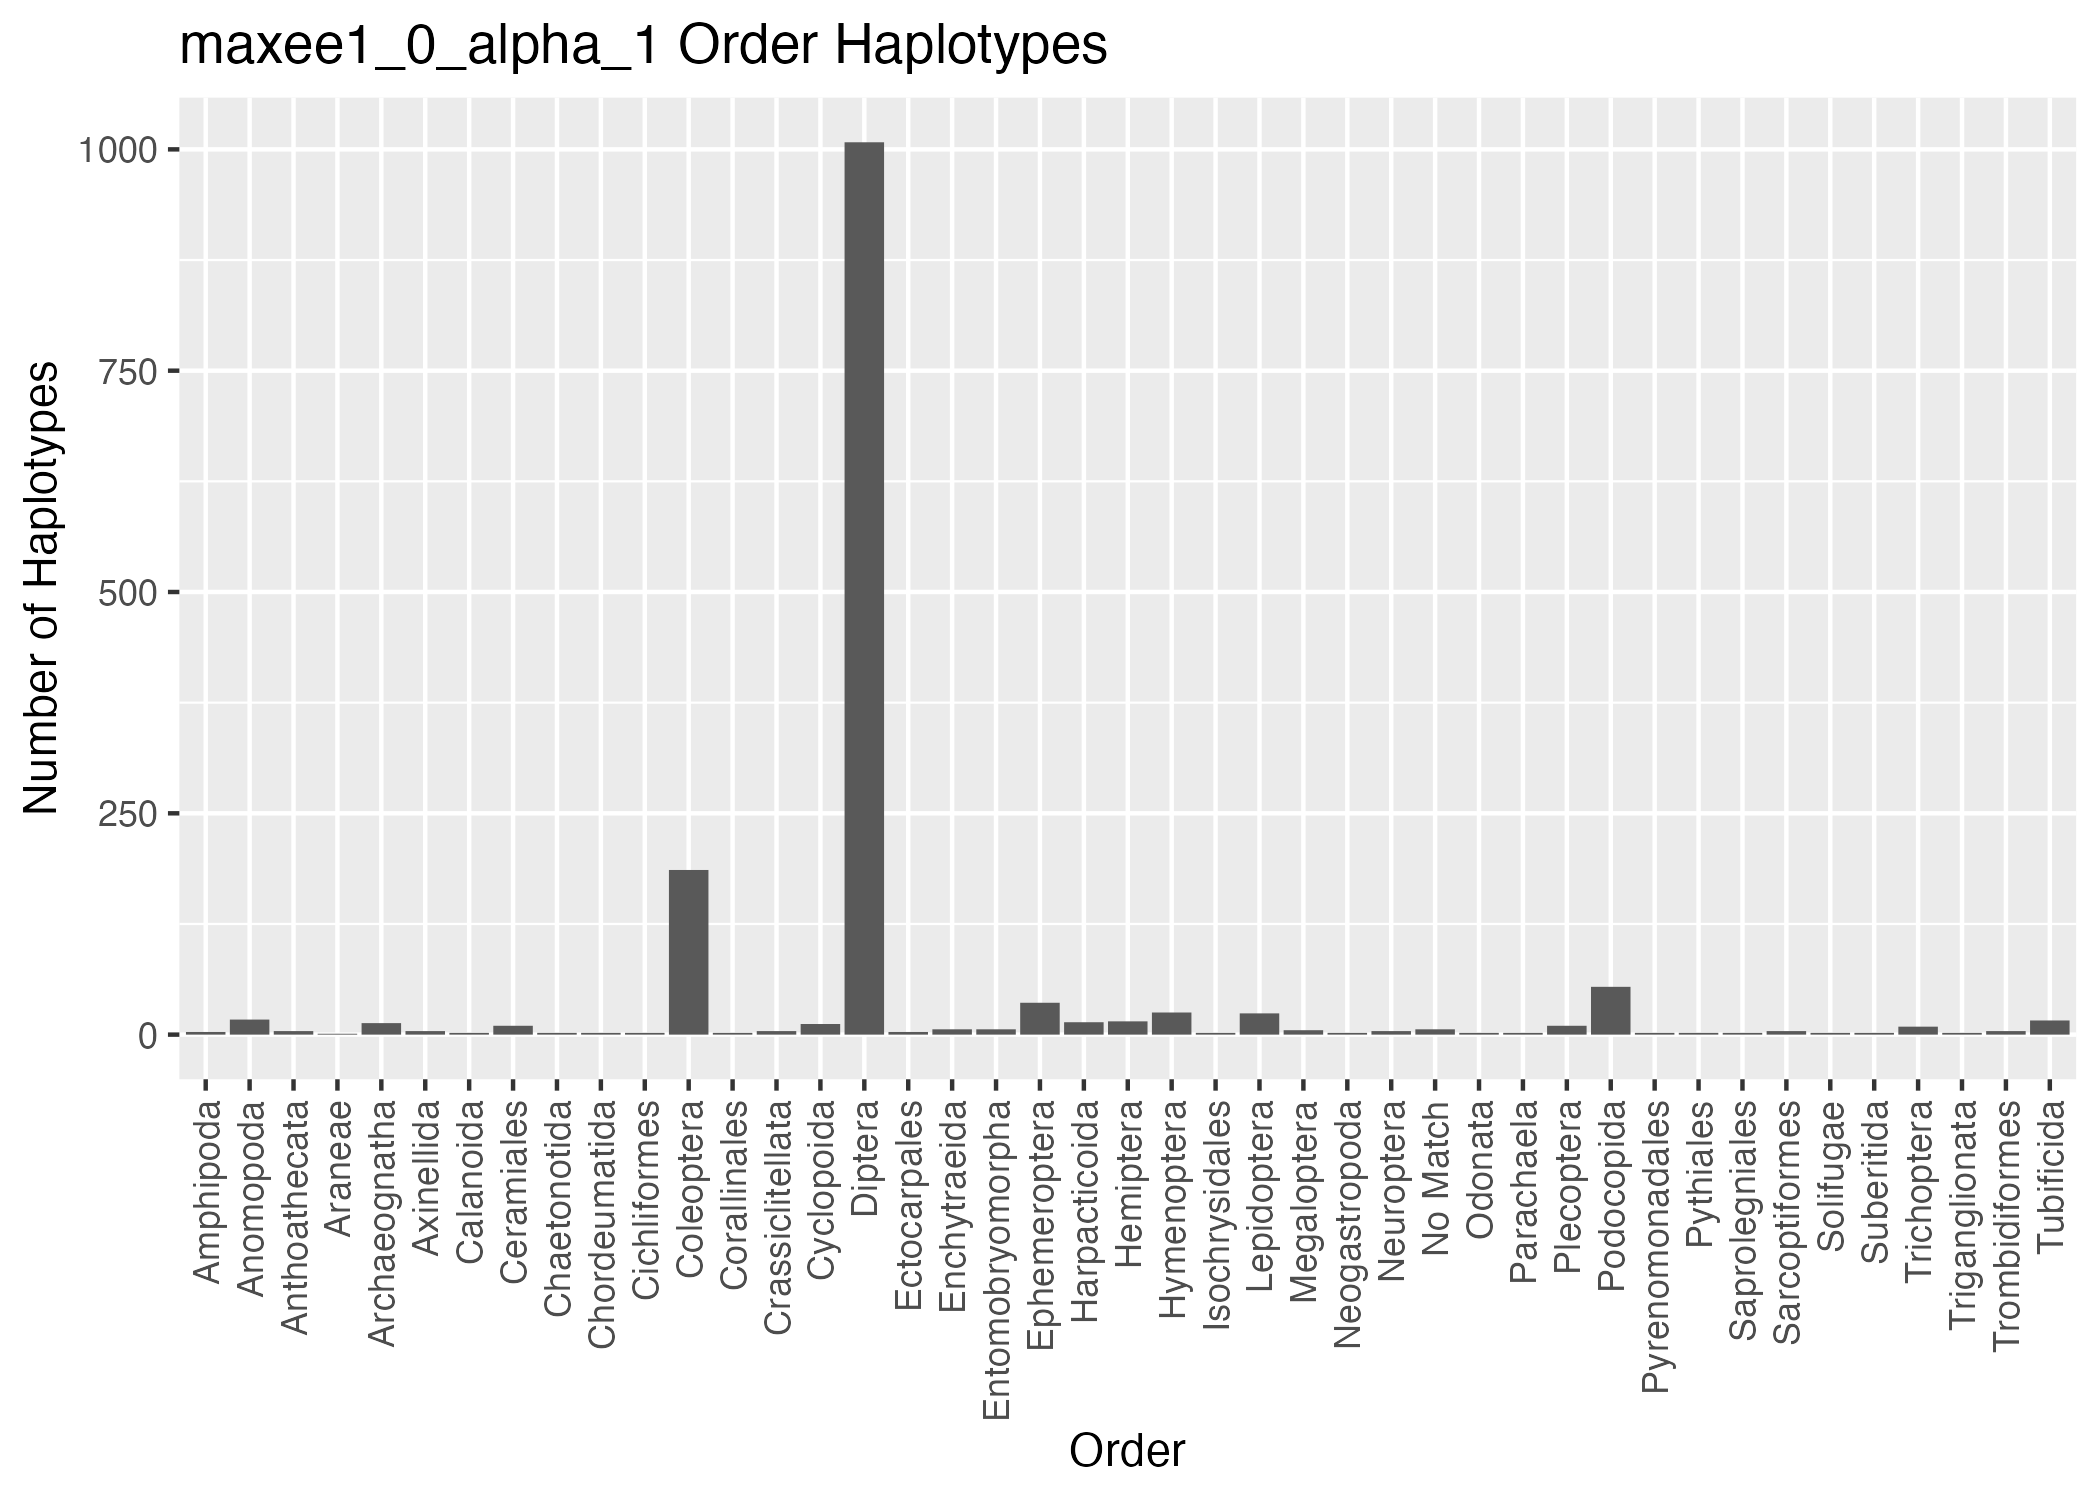 maxee1_0_alpha_1 Order Haplotypes
Number of Haplotypes
1000
750
500
250
0
Amphipoda
Anomopoda
Anthoathecata
Araneae
Archaeognatha
Axinellida
Calanoida
Ceramiales
Chaetonotida
Chordeumatida
Cichliformes
Coleoptera
Corallinales
Crassiclitellata
Cyclopoida
Diptera
Ectocarpales
Enchytraeida
Entomobryomorpha
Ephemeroptera
Harpacticoida
Hemiptera
Hymenoptera
Isochrysidales
Lepidoptera
Megaloptera
Neogastropoda
Neuroptera
No Match
Odonata
Parachaela
Plecoptera
Podocopida
Pyrenomonadales
Pythiales
Saprolegniales
Sarcoptiformes
Solifugae
Suberitida
Trichoptera
Triganglionata
Trombidiformes
Tubificida
Order